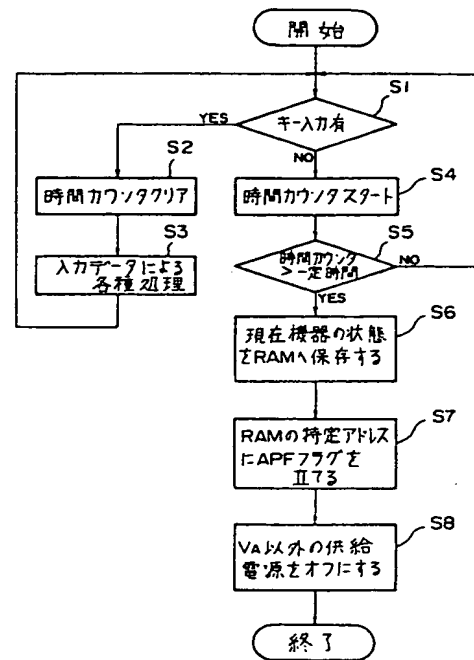 開始
S1
キー入力有
YES
NO
S2
時間カウンタクリア
S4
時間カウンタスタート
S3
入力データによる
各種処理
S5
時間カウンタ
>一定時間
NO
YES
S6
現在機器の状態
をRAMへ保存する
S7
RAMの特定アドレス
にAPFフラグを
立てる
S8
VA以外の供給
電源をオフにする
終了